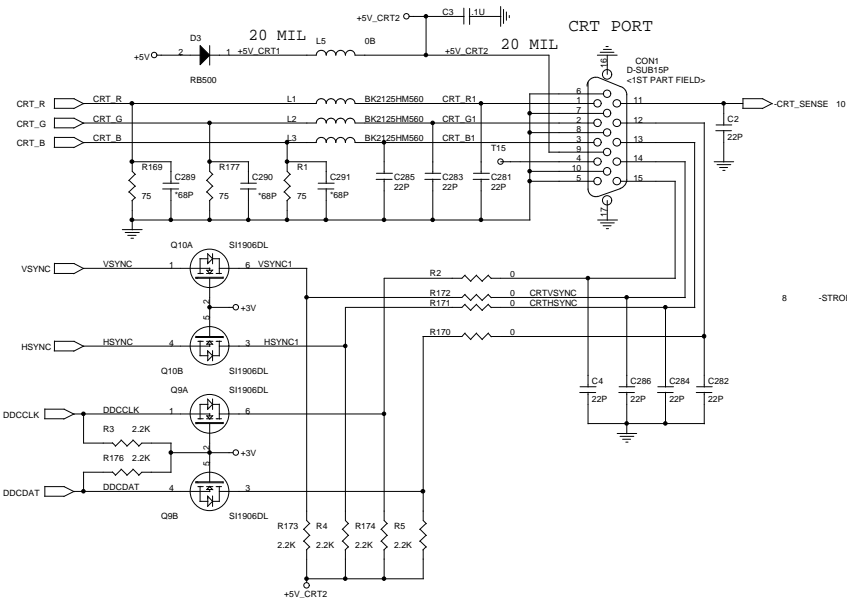 +5V_CRT2 C3 .1U
CRT PORT
D3 20 MIL L5 0B 20 MIL
+5V 2 1 +5V_CRT1 +5V_CRT2
RB500
16
CON1
D-SUB15P
<1ST PART FIELD>
CRT_R CRT_R L1 BK2125HM560 CRT_R1 6 1 11 -CRT_SENSE 10
CRT_G CRT_G L2 BK2125HM560 CRT_G1 7 2 12 C2
CRT_B CRT_B L3 BK2125HM560 CRT_B1 8 3 13 22P
T15 9 4 14
10 5 15
R169 C289 R177 C290 R1 C291 C285 C283 C281
75 *68P 75 *68P 75 *68P 22P 22P 22P
17
Q10A SI1906DL
VSYNC VSYNC 1 6 VSYNC1
2 +3V 5
R2 0
R172 0 CRTVSYNC
R171 0 CRTHSYNC
8 -STROI
HSYNC HSYNC 4 3 HSYNC1
R170 0
Q10B SI1906DL
Q9A SI1906DL
C4 C286 C284 C282
22P 22P 22P 22P
DDCCLK DDCCLK 1 6
R3 2.2K
2 +3V 5
R176 2.2K
DDCDAT DDCDAT 4 3
Q9B SI1906DL
R173 R4 R174 R5
2.2K 2.2K 2.2K 2.2K
+5V_CRT2